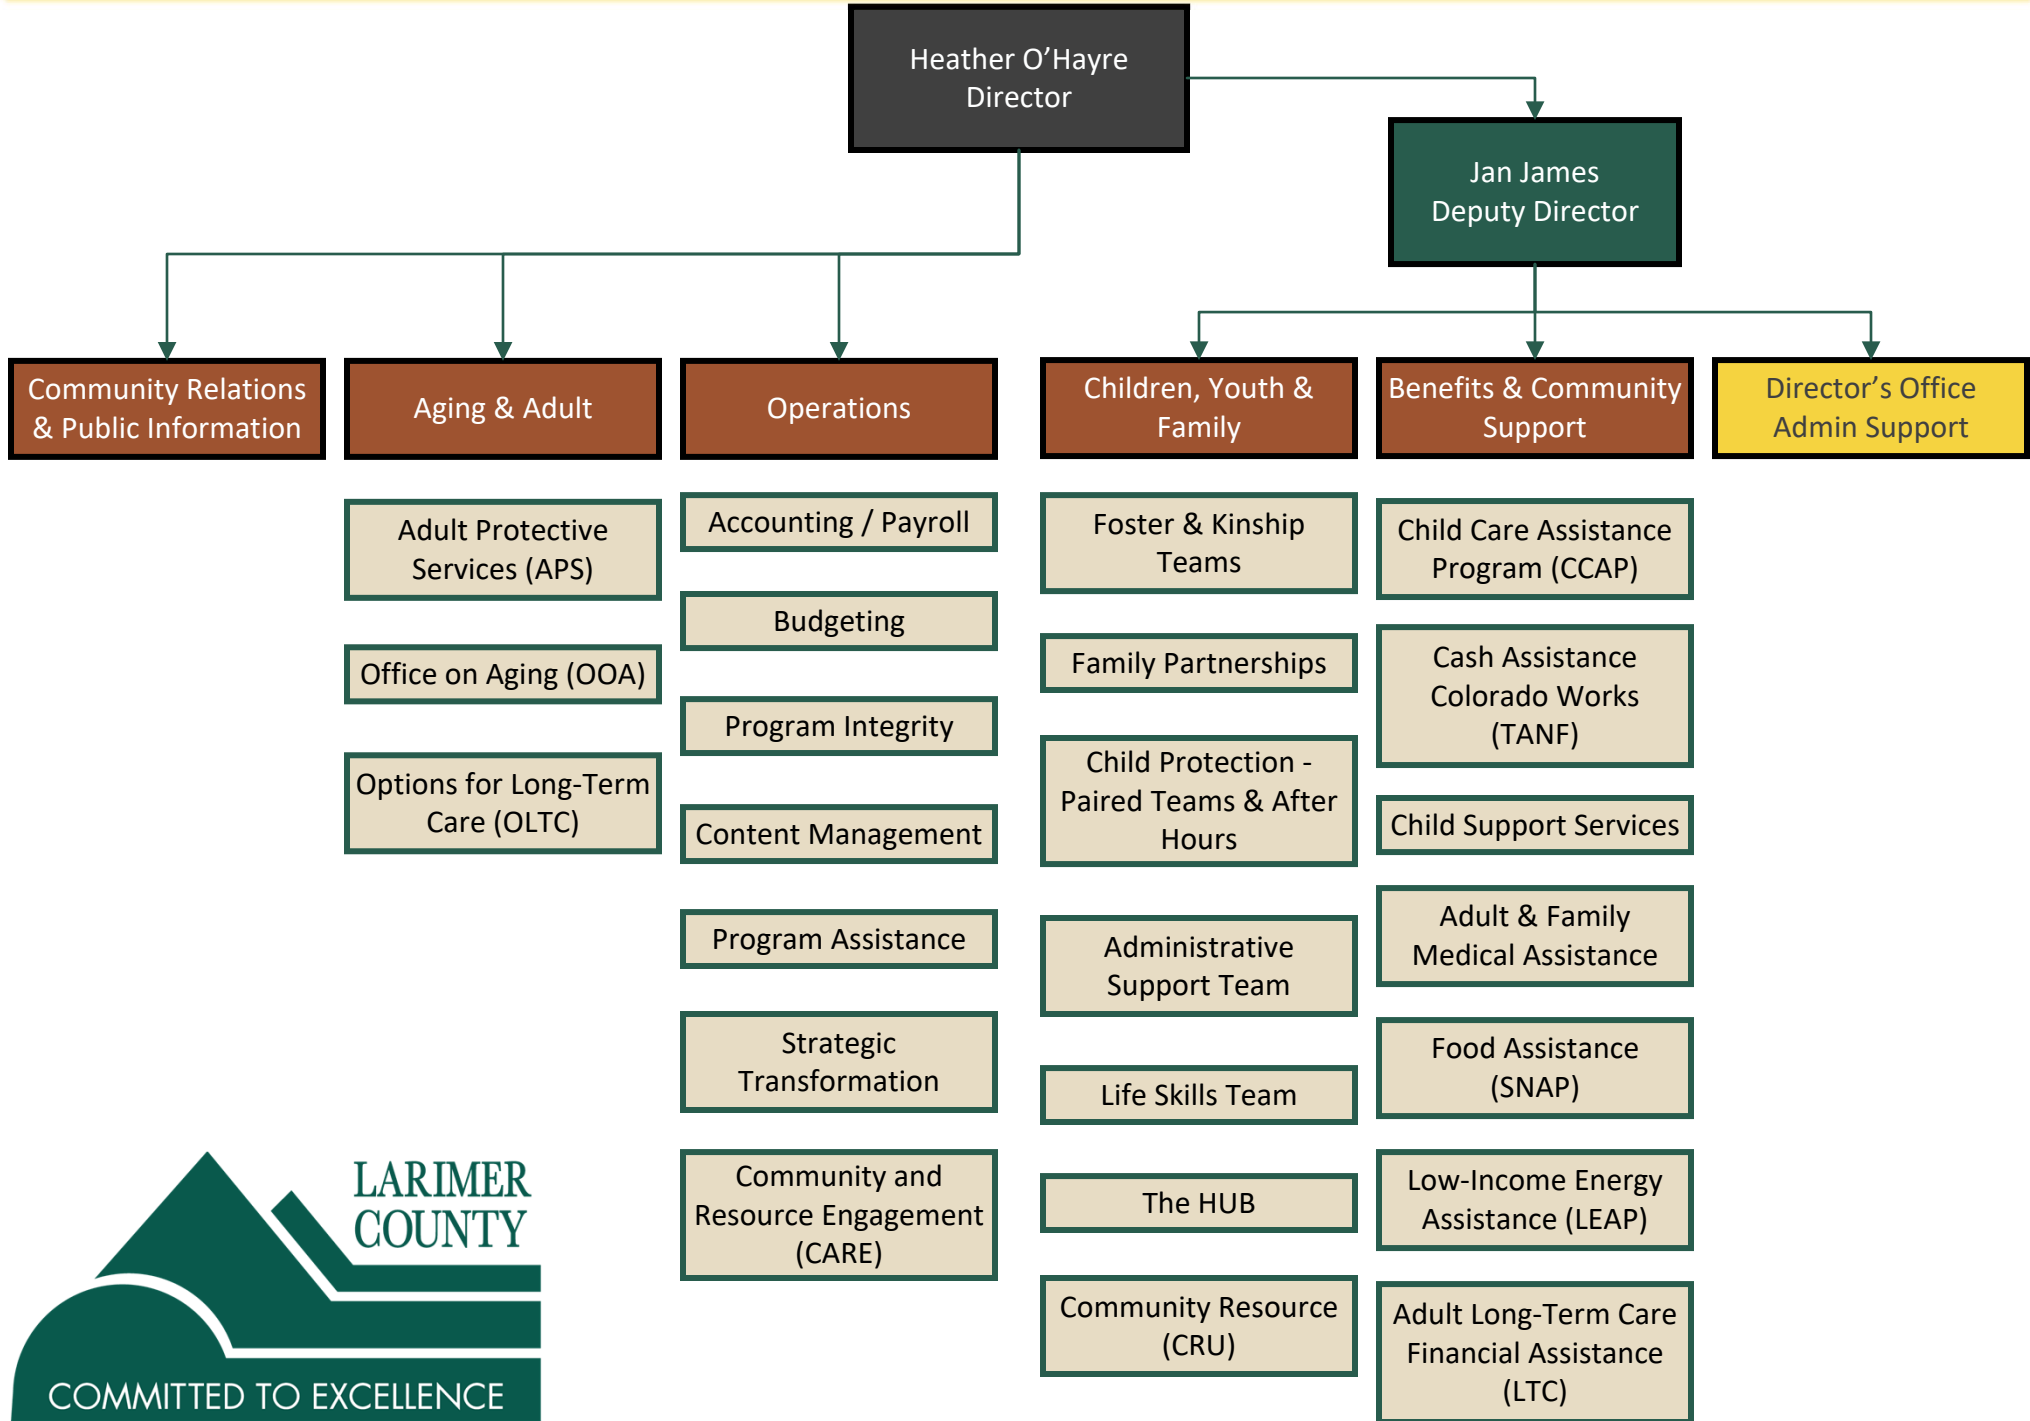 Heather O’Hayre
Director
Jan James
Deputy Director
Community Relations
& Public Information
Aging & Adult
Operations
Children, Youth &
Family
Benefits & Community
Support
Director’s Office
Admin Support
Adult Protective
Services (APS)
Office on Aging (OOA)
Options for Long-Term
Care (OLTC)
Accounting / Payroll
Budgeting
Program Integrity
Content Management
Program Assistance
Strategic
Transformation
Community and
Resource Engagement
(CARE)
Foster & Kinship
Teams
Family Partnerships
Child Protection -
Paired Teams & After
Hours
Administrative
Support Team
Life Skills Team
The HUB
Community Resource
(CRU)
Child Care Assistance
Program (CCAP)
Cash Assistance
Colorado Works
(TANF)
Child Support Services
Adult & Family
Medical Assistance
Food Assistance
(SNAP)
Low-Income Energy
Assistance (LEAP)
Adult Long-Term Care
Financial Assistance
(LTC)
LARIMER
COUNTY
COMMITTED TO EXCELLENCE